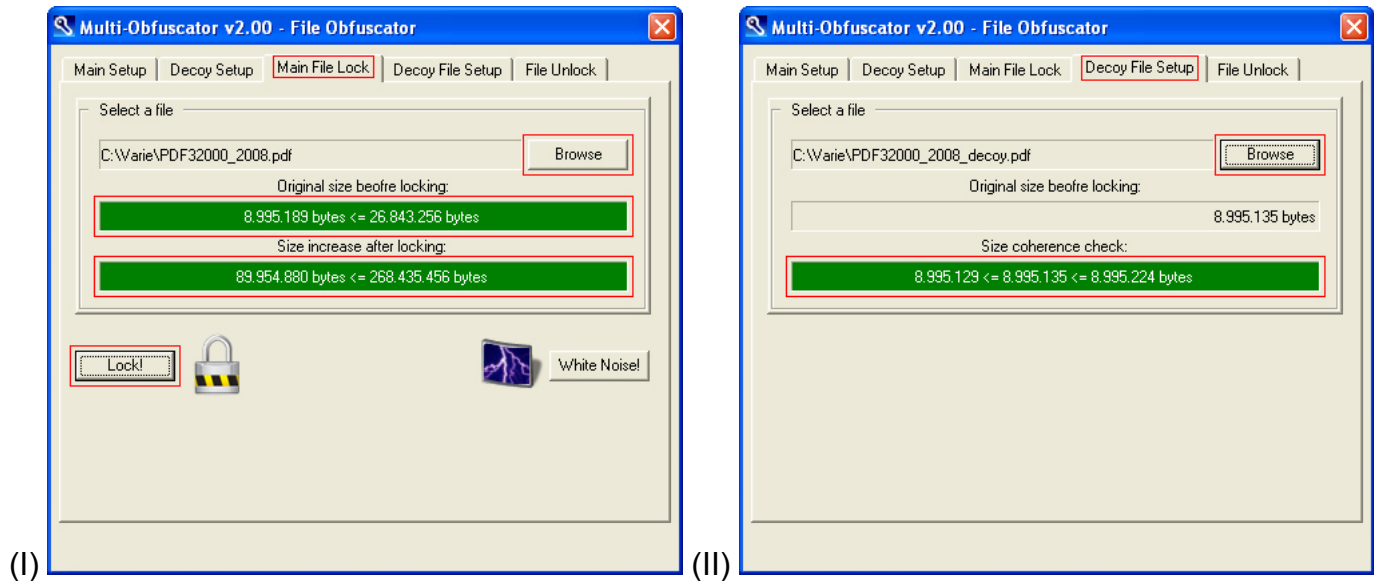 Multi-Obfuscator v2.00 - File Obfuscator
Main Setup Decoy Setup Main File Lock Decoy File Setup File Unlock
Select a file
C:\Varie\PDF32000_2008.pdf Browse
Original size beofre locking:
8.995.189 bytes <= 26.843.256 bytes
Size increase after locking:
89.954.880 bytes <= 268.435.456 bytes
Lock! White Noise!
(I)
Multi-Obfuscator v2.00 - File Obfuscator
Main Setup Decoy Setup Main File Lock Decoy File Setup File Unlock
Select a file
C:\Varie\PDF32000_2008_decoy.pdf Browse
Original size beofre locking:
8.995.135 bytes
Size coherence check:
8.995.129 <= 8.995.135 <= 8.995.224 bytes
(II)